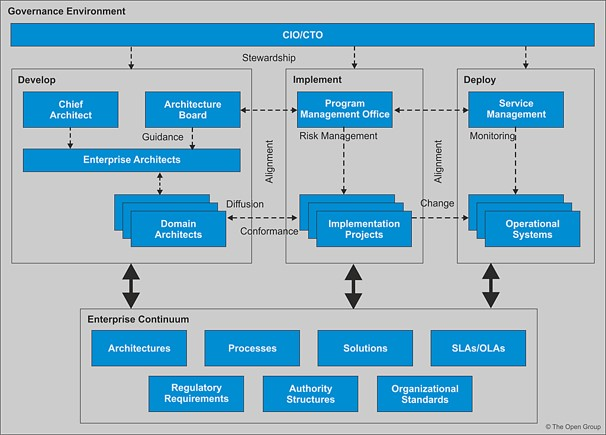 Governance Environment
CIO/CTO
Stewardship
Develop
Implement
Deploy
Chief
Architect
Architecture
Board
Program
Management Office
Service
Management
Guidance
Risk Management
Monitoring
Enterprise Architects
Alignment
Alignment
Diffusion
Conformance
Change
Domain
Architects
Implementation
Projects
Operational
Systems
Enterprise Continuum
Architectures
Processes
Solutions
SLAs/OLAs
Regulatory
Requirements
Authority
Structures
Organizational
Standards
© The Open Group